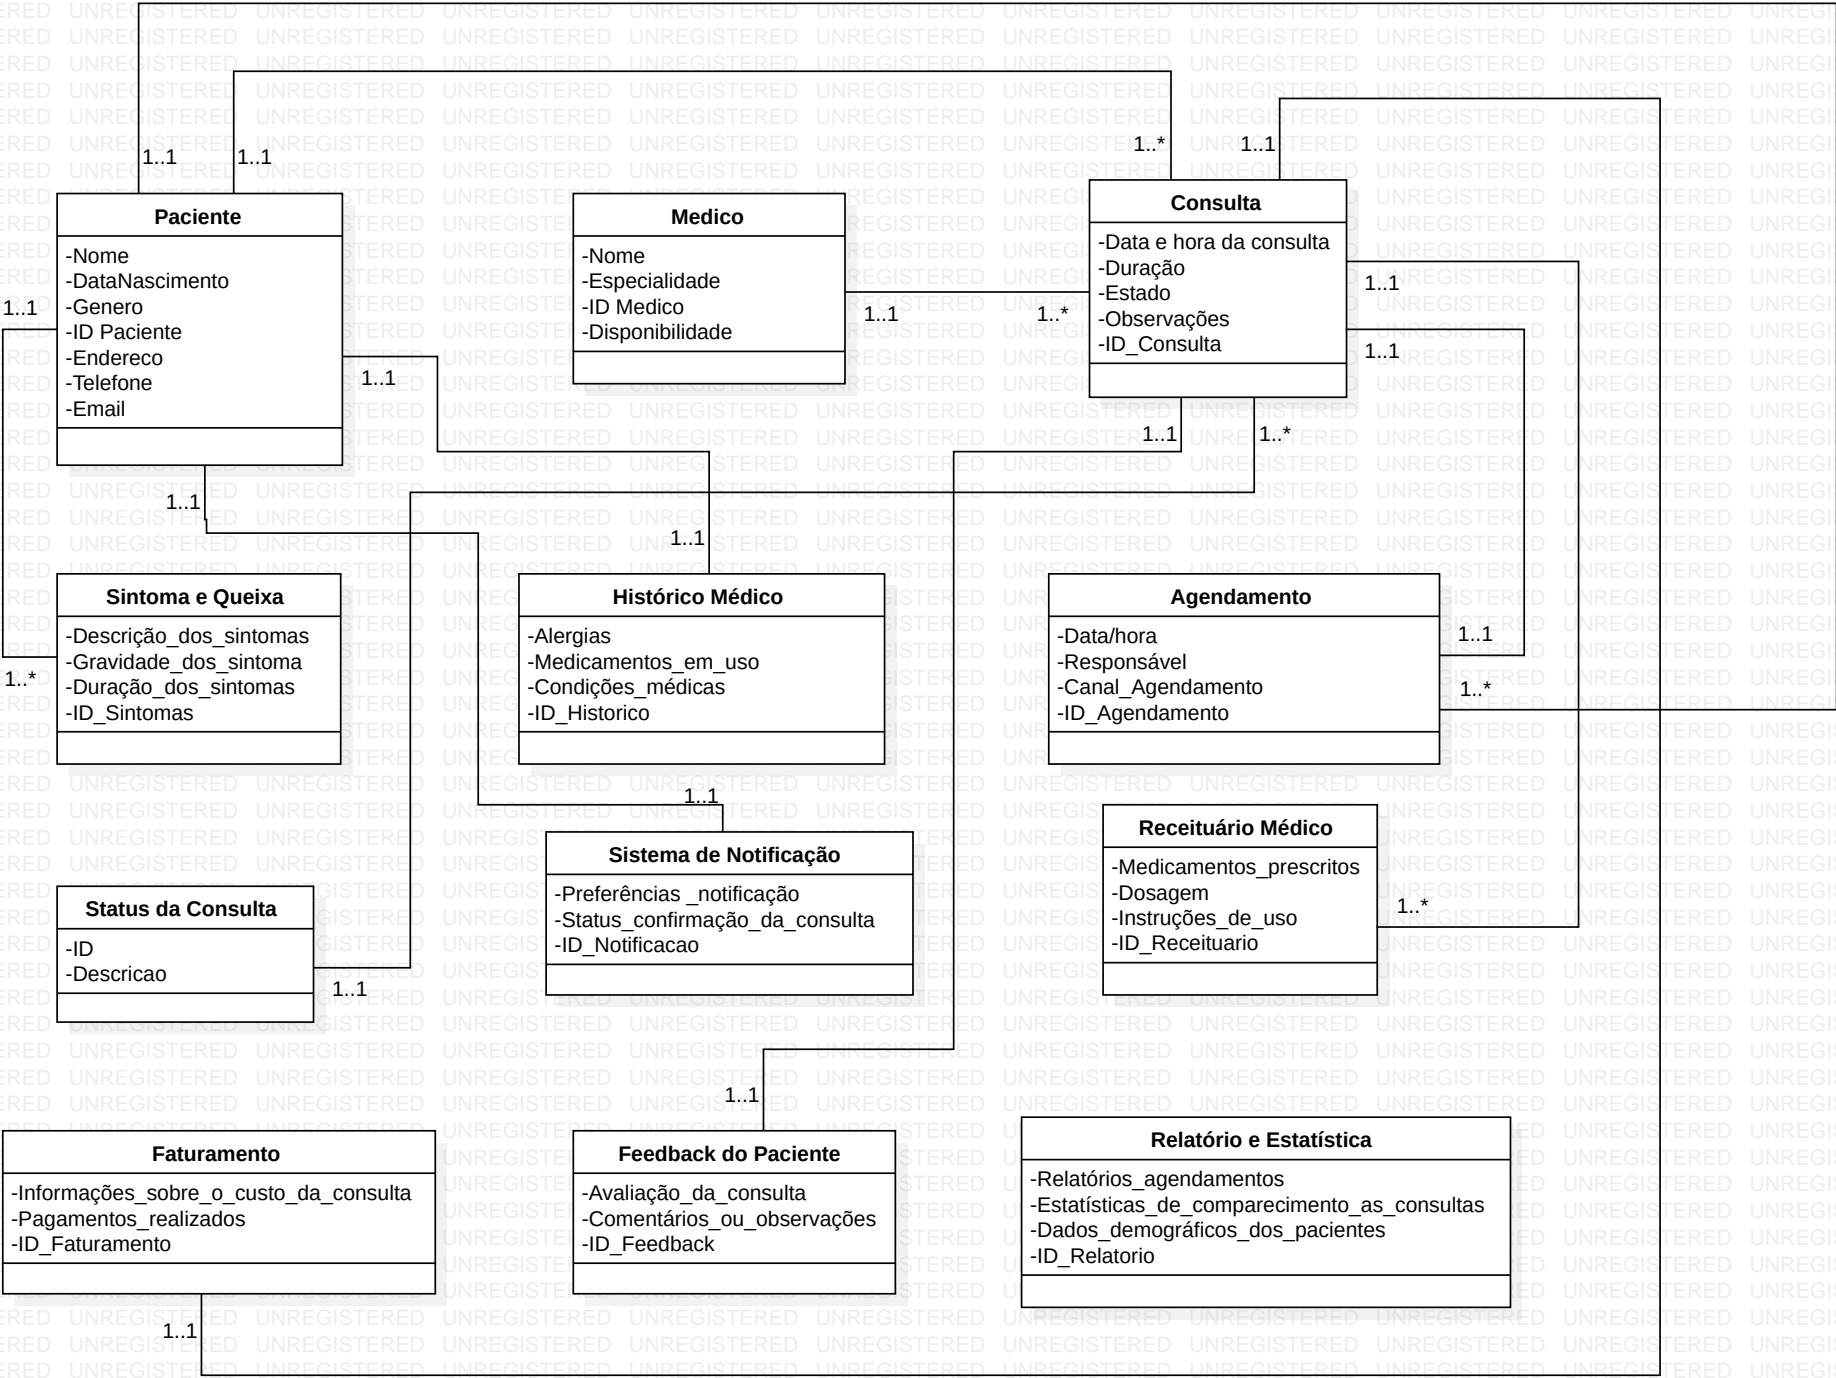 1..1
1..1
1..*
1..1
Paciente
-Nome
-DataNascimento
-Genero
-ID Paciente
-Endereco
-Telefone
-Email
1..1
1..1
1..1
Medico
-Nome
-Especialidade
-ID Medico
-Disponibilidade
1..1
1..*
Consulta
-Data e hora da consulta
-Duração
-Estado
-Observações
-ID_Consulta
1..1
1..1
1..1
1..*
1..1
1..*
Sintoma e Queixa
-Descrição_dos_sintomas
-Gravidade_dos_sintoma
-Duração_dos_sintomas
-ID_Sintomas
Histórico Médico
-Alergias
-Medicamentos_em_uso
-Condições_médicas
-ID_Historico
Agendamento
-Data/hora
-Responsável
-Canal_Agendamento
-ID_Agendamento
1..1
1..*
1..1
Status da Consulta
-ID
-Descricao
1..1
Sistema de Notificação
-Preferências _notificação
-Status_confirmação_da_consulta
-ID_Notificacao
Receituário Médico
-Medicamentos_prescritos
-Dosagem
-Instruções_de_uso
-ID_Receituario
1..*
1..1
Faturamento
-Informações_sobre_o_custo_da_consulta
-Pagamentos_realizados
-ID_Faturamento
1..1
Feedback do Paciente
-Avaliação_da_consulta
-Comentários_ou_observações
-ID_Feedback
Relatório e Estatística
-Relatórios_agendamentos
-Estatísticas_de_comparecimento_as_consultas
-Dados_demográficos_dos_pacientes
-ID_Relatorio
UNREGISTERED